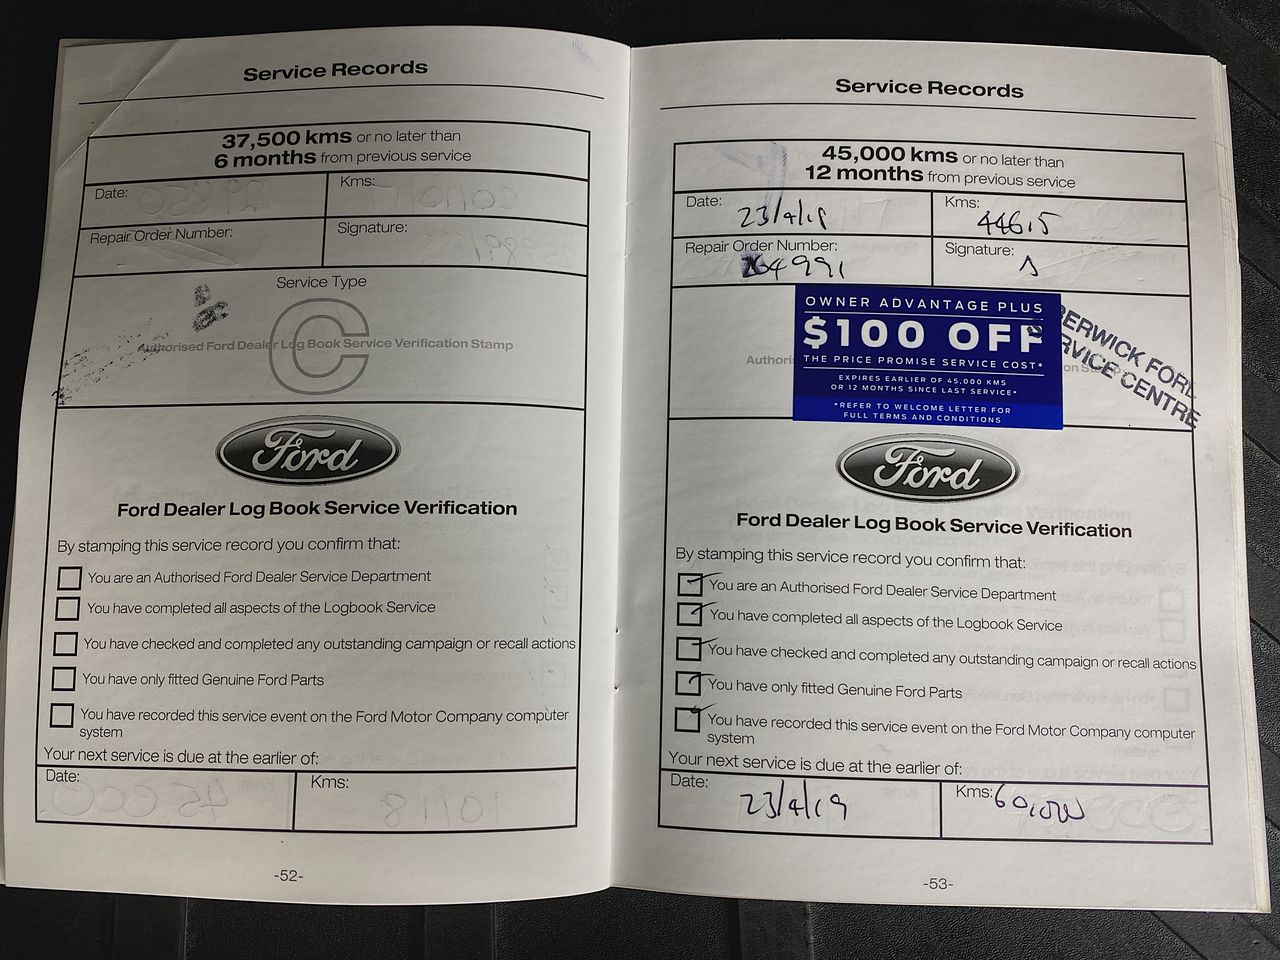 Service Records
37,500 kms or no later than
6 months from previous service
Date:
Kms:
Repair Order Number:
Signature:
Service Type
C
Authorised Ford Dealer Log Book Service Verification Stamp
Ford
Ford Dealer Log Book Service Verification
By stamping this service record you confirm that:
You are an Authorised Ford Dealer Service Department
You have completed all aspects of the Logbook Service
You have checked and completed any outstanding campaign or recall actions
You have only fitted Genuine Ford Parts
You have recorded this service event on the Ford Motor Company computer
system
Your next service is due at the earlier of:
Date:
Kms:
-52-
Service Records
45,000 kms or no later than
12 months from previous service
Date:
Kms:
Repair Order Number:
Signature:
OWNER ADVANTAGE PLUS
$100 OFF
THE PRICE PROMISE SERVICE COST*
EXPIRES EARLIER OF 45,000 KMS
OR 12 MONTHS SINCE LAST SERVICE*
*REFER TO WELCOME LETTER FOR
FULL TERMS AND CONDITIONS
BERWICK FORD
SERVICE CENTRE
Ford
Ford Dealer Log Book Service Verification
By stamping this service record you confirm that:
You are an Authorised Ford Dealer Service Department
You have completed all aspects of the Logbook Service
You have checked and completed any outstanding campaign or recall actions
You have only fitted Genuine Ford Parts
You have recorded this service event on the Ford Motor Company computer
system
Your next service is due at the earlier of:
Date: 23/4/19
Kms:
-53-